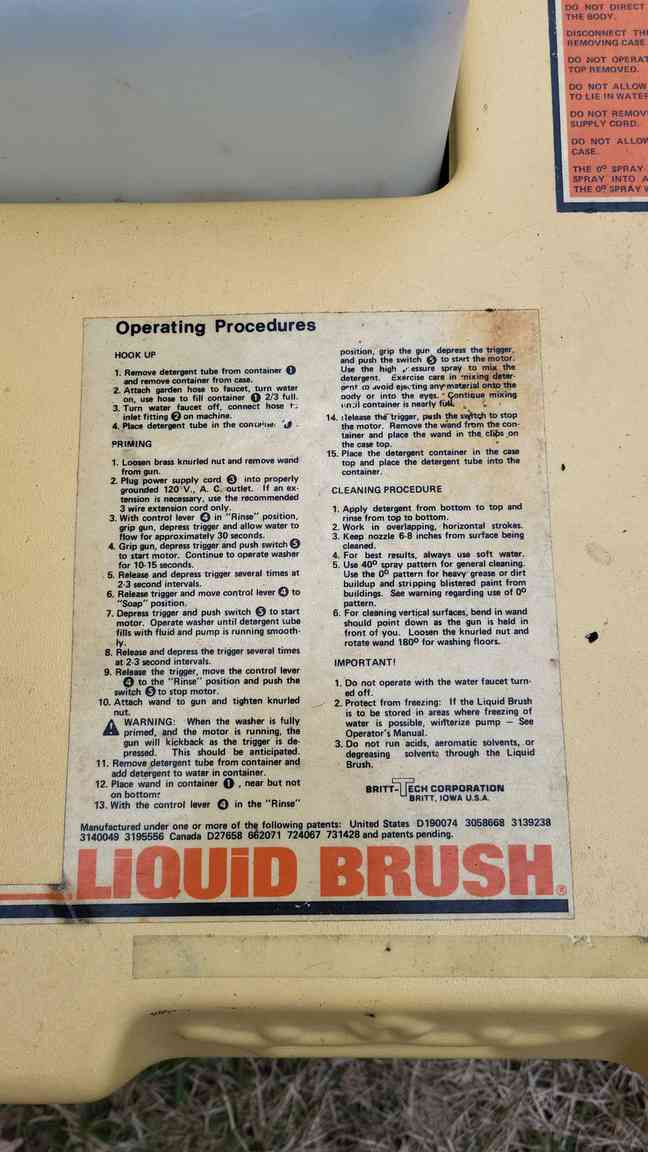 DO NOT DIRECT
THE BODY.
DISCONNECT THE
REMOVING CASE
DO NOT OPERAT
TOP REMOVED.
DO NOT ALLOW
TO LIE IN WATER
DO NOT REMOV
SUPPLY CORD.
DO NOT ALLOW
CASE.
THE 0º SPRAY
SPRAY INTO A
THE 0º SPRAY W
Operating Procedures
HOOK UP
1. Remove detergent tube from container ❶
and remove container from case.
2. Attach garden hose to faucet, turn water
on, use hose to fill container ❶ 2/3 full.
3. Turn water faucet off, connect hose
inlet fitting ❷ on machine.
4. Place detergent tube in the
PRIMING
1. Loosen brass knurled nut and remove wand
from gun.
2. Plug power supply cord ❸ into properly
grounded 120 V., A. C. outlet. If an ex-
tension is necessary, use the recommended
3 wire extension cord only.
3. With control lever ❹ in "Rinse" position,
grip gun, depress trigger and allow water to
flow for approximately 30 seconds.
4. Grip gun, depress trigger and push switch ❺
to start motor. Continue to operate washer
for 10-15 seconds.
5. Release and depress trigger several times at
2-3 second intervals.
6. Release trigger and move control lever ❹ to
"Soap" position.
7. Depress trigger and push switch ❺ to start
motor. Operate washer until detergent tube
fills with fluid and pump is running smooth-
ly.
8. Release and depress the trigger several times
at 2-3 second intervals.
9. Release the trigger, move the control lever
❹ to the "Rinse" position and push the
switch ❺ to stop motor.
10. Attach wand to gun and tighten knurled
nut.
WARNING: When the washer is fully
primed, and the motor is running, the
gun will kickback as the trigger is de-
pressed. This should be anticipated.
11. Remove detergent tube from container and
add detergent to water in container.
12. Place wand in container ❶, near but not
on bottom.
13. With the control lever ❹ in the "Rinse"
position, grip the gun, depress the trigger,
and push the switch ❺ to start the motor.
Use the high pressure spray to mix the
detergent. Exercise care in mixing deter-
gent to avoid ejecting any material onto the
body or into the eyes. Continue mixing
until container is nearly full.
14. Release the trigger, push the switch to stop
the motor. Remove the wand from the con-
tainer and place the wand in the clips on
the case top.
15. Place the detergent container in the case
top and place the detergent tube into the
container.
CLEANING PROCEDURE
1. Apply detergent from bottom to top and
rinse from top to bottom.
2. Work in overlapping, horizontal strokes.
3. Keep nozzle 6-8 inches from surface being
cleaned.
4. For best results, always use soft water.
5. Use 40º spray pattern for general cleaning.
Use the 0º pattern for heavy grease or dirt
buildup and stripping blistered paint from
buildings. See warning regarding use of 0º
pattern.
6. For cleaning vertical surfaces, bend in wand
should point down as the gun is held in
front of you. Loosen the knurled nut and
rotate wand 180º for washing floors.
IMPORTANT!
1. Do not operate with the water faucet turn-
ed off.
2. Protect from freezing: If the Liquid Brush
is to be stored in areas where freezing of
water is possible, winterize pump — See
Operator's Manual.
3. Do not run acids, aeromatic solvents, or
degreasing solvents through the Liquid
Brush.
BRITT-TECH CORPORATION
BRITT, IOWA U.S.A.
Manufactured under one or more of the following patents: United States D190074 3058668 3139238
3140049 3195556 Canada D27658 662071 724067 731428 and patents pending.
LiQUiD BRUSH®